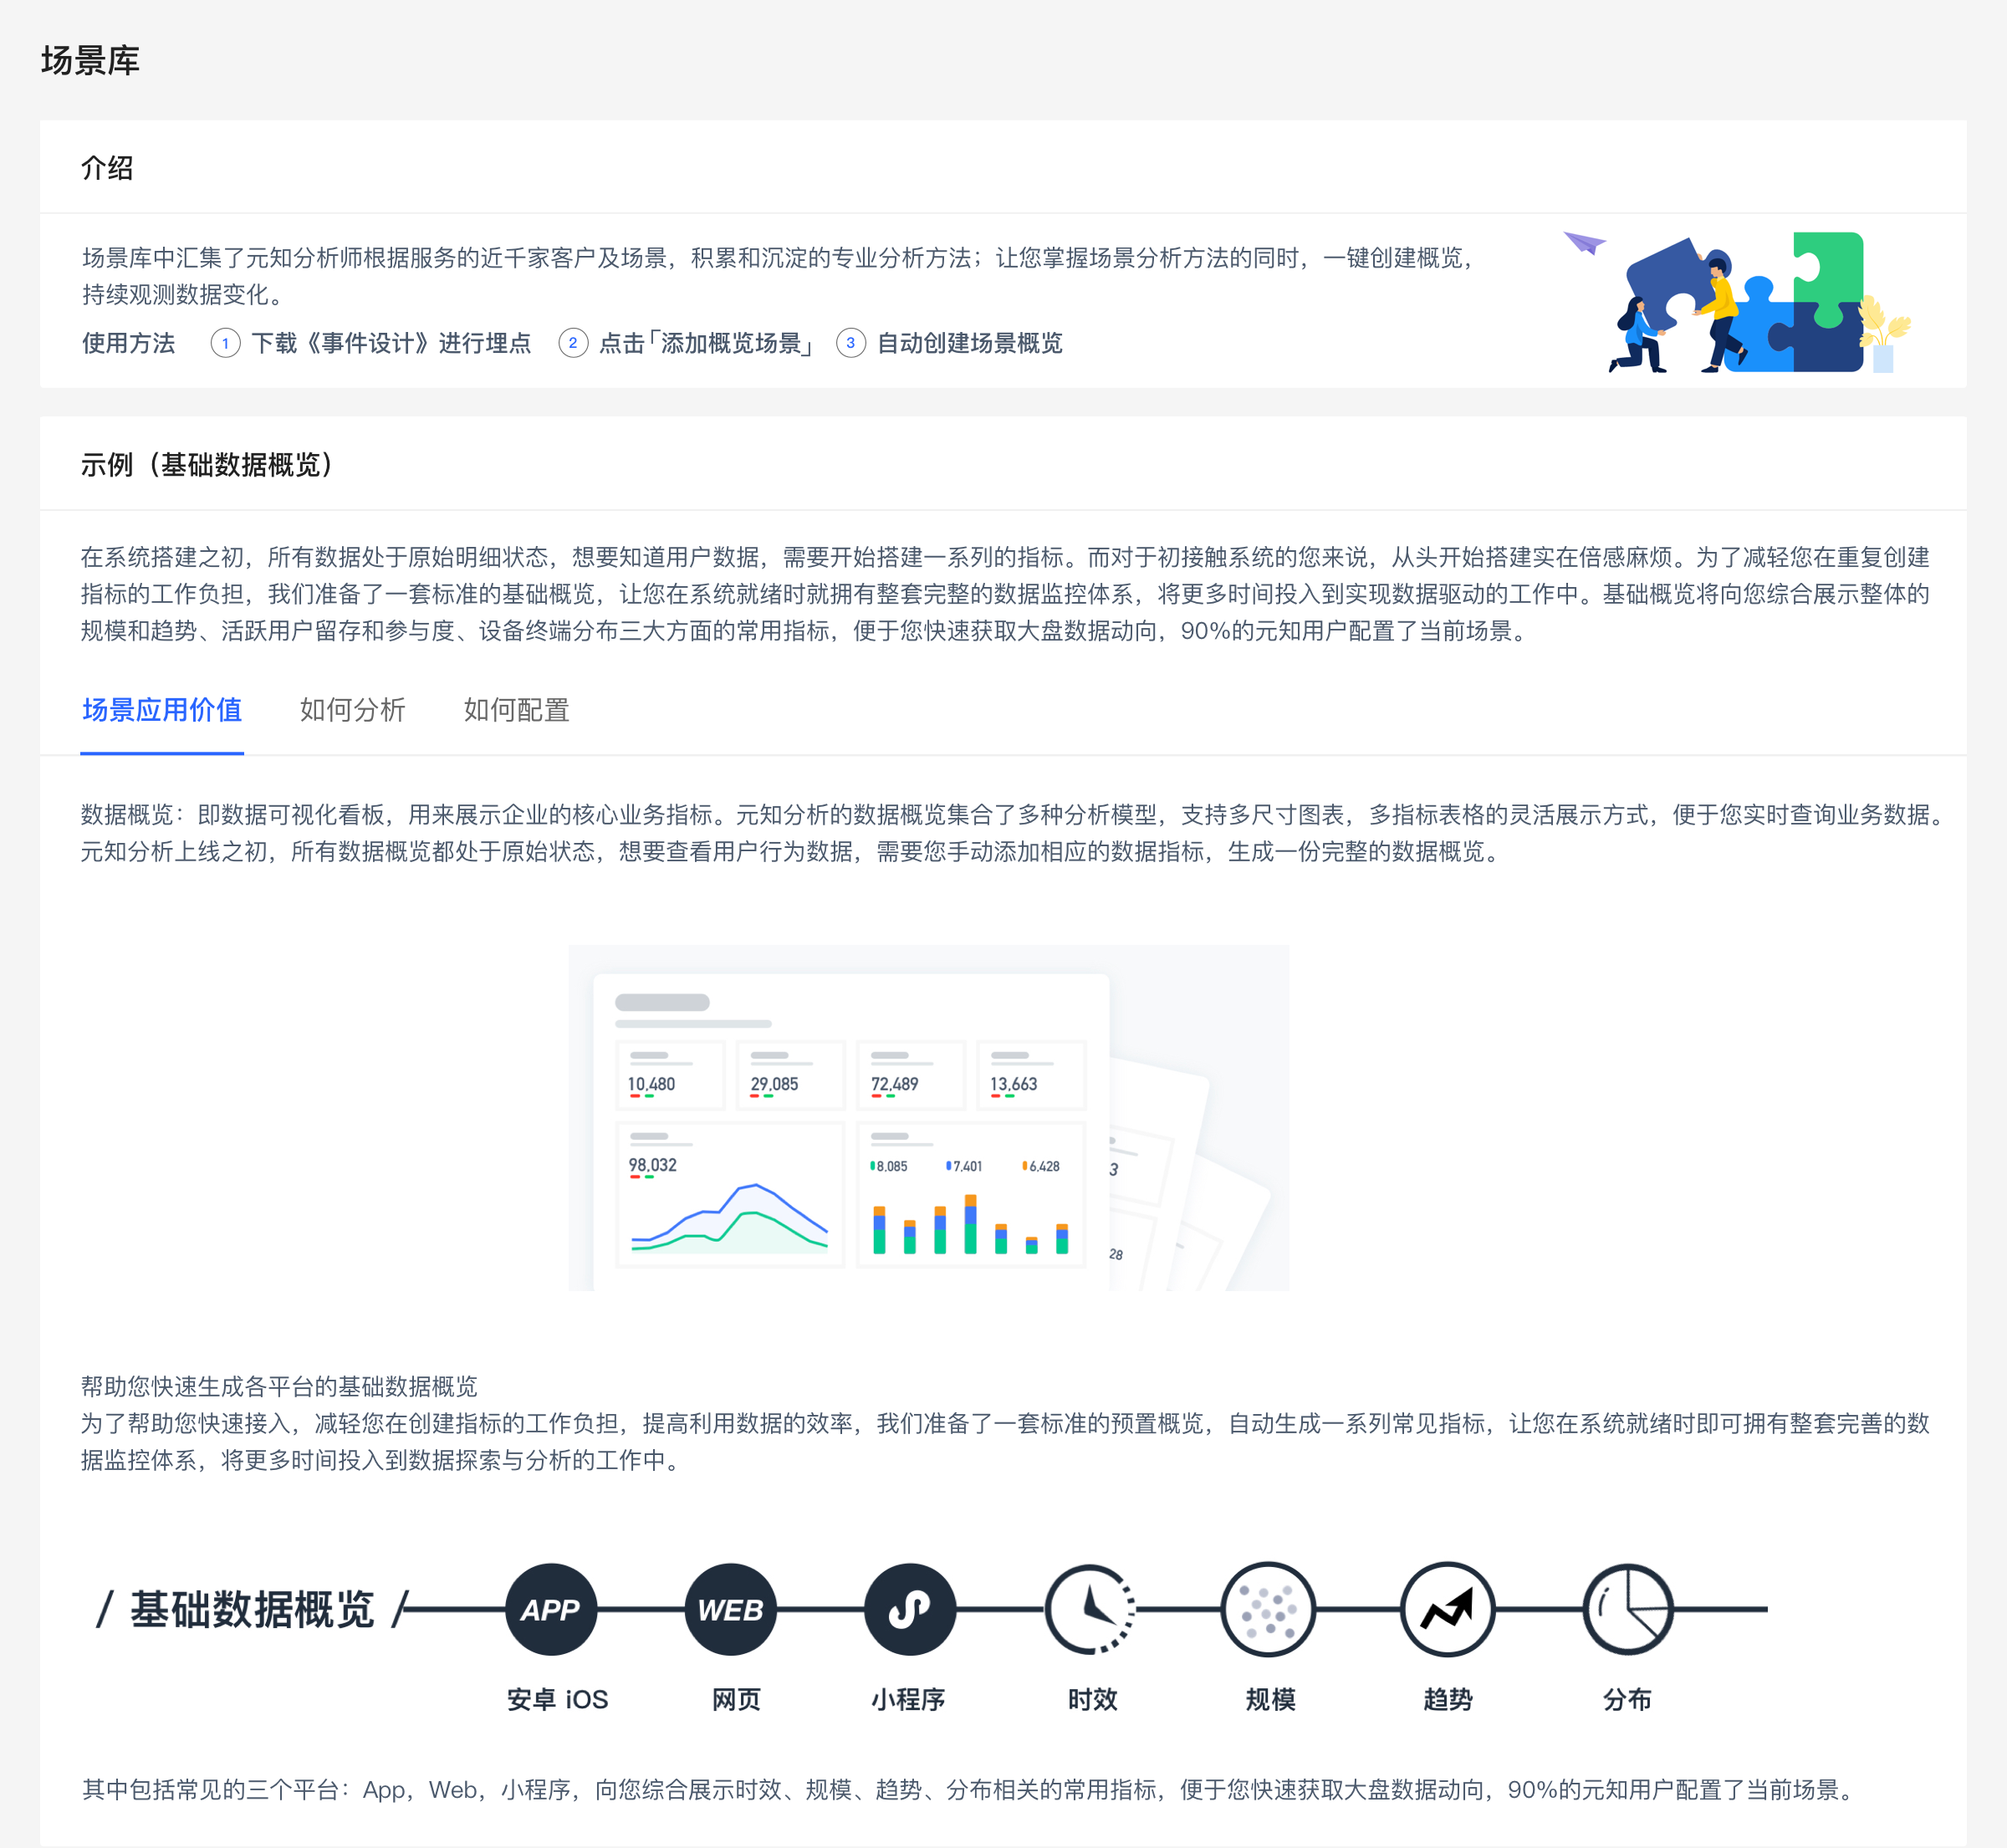 场景库
介绍
场景库中汇集了元知分析师根据服务的近千家客户及场景，积累和沉淀的专业分析方法；让您掌握场景分析方法的同时，一键创建概览，
持续观测数据变化。
使用方法 1 下载《事件设计》进行埋点 2 点击「添加概览场景」 3 自动创建场景概览
示例（基础数据概览）
在系统搭建之初，所有数据处于原始明细状态，想要知道用户数据，需要开始搭建一系列的指标。而对于初接触系统的您来说，从头开始搭建实在倍感麻烦。为了减轻您在重复创建
指标的工作负担，我们准备了一套标准的基础概览，让您在系统就绪时就拥有整套完整的数据监控体系，将更多时间投入到实现数据驱动的工作中。基础概览将向您综合展示整体的
规模和趋势、活跃用户留存和参与度、设备终端分布三大方面的常用指标，便于您快速获取大盘数据动向，90%的元知用户配置了当前场景。
场景应用价值 如何分析 如何配置
数据概览：即数据可视化看板，用来展示企业的核心业务指标。元知分析的数据概览集合了多种分析模型，支持多尺寸图表，多指标表格的灵活展示方式，便于您实时查询业务数据。
元知分析上线之初，所有数据概览都处于原始状态，想要查看用户行为数据，需要您手动添加相应的数据指标，生成一份完整的数据概览。
10,480 29,085 72,489 13,663
98,032 8,085 7,401 6,428
3
28
帮助您快速生成各平台的基础数据概览
为了帮助您快速接入，减轻您在创建指标的工作负担，提高利用数据的效率，我们准备了一套标准的预置概览，自动生成一系列常见指标，让您在系统就绪时即可拥有整套完善的数
据监控体系，将更多时间投入到数据探索与分析的工作中。
/ 基础数据概览 / APP WEB
安卓 iOS 网页 小程序 时效 规模 趋势 分布
其中包括常见的三个平台：App，Web，小程序，向您综合展示时效、规模、趋势、分布相关的常用指标，便于您快速获取大盘数据动向，90%的元知用户配置了当前场景。